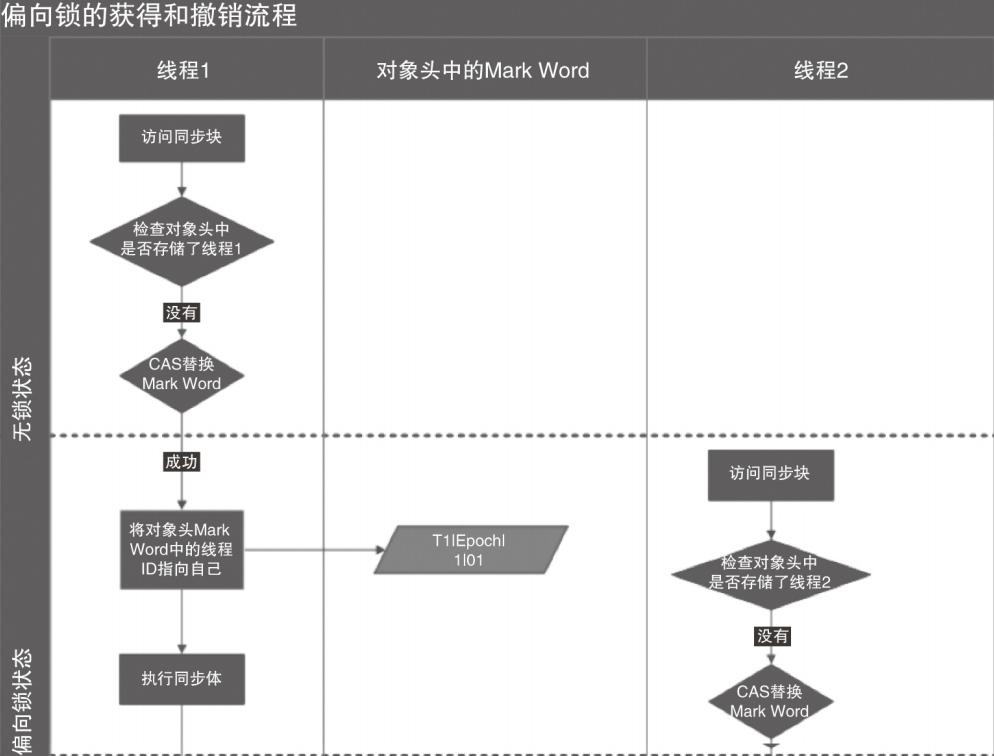 偏向锁的获得和撤销流程
线程1
对象头中的Mark Word
线程2
访问同步块
检查对象头中
是否存储了线程1
没有
CAS替换
Mark Word
无锁状态
成功
将对象头Mark
Word中的线程
ID指向自己
T1|Epoch|
1|01
执行同步体
访问同步块
检查对象头中
是否存储了线程2
没有
CAS替换
Mark Word
偏向锁状态